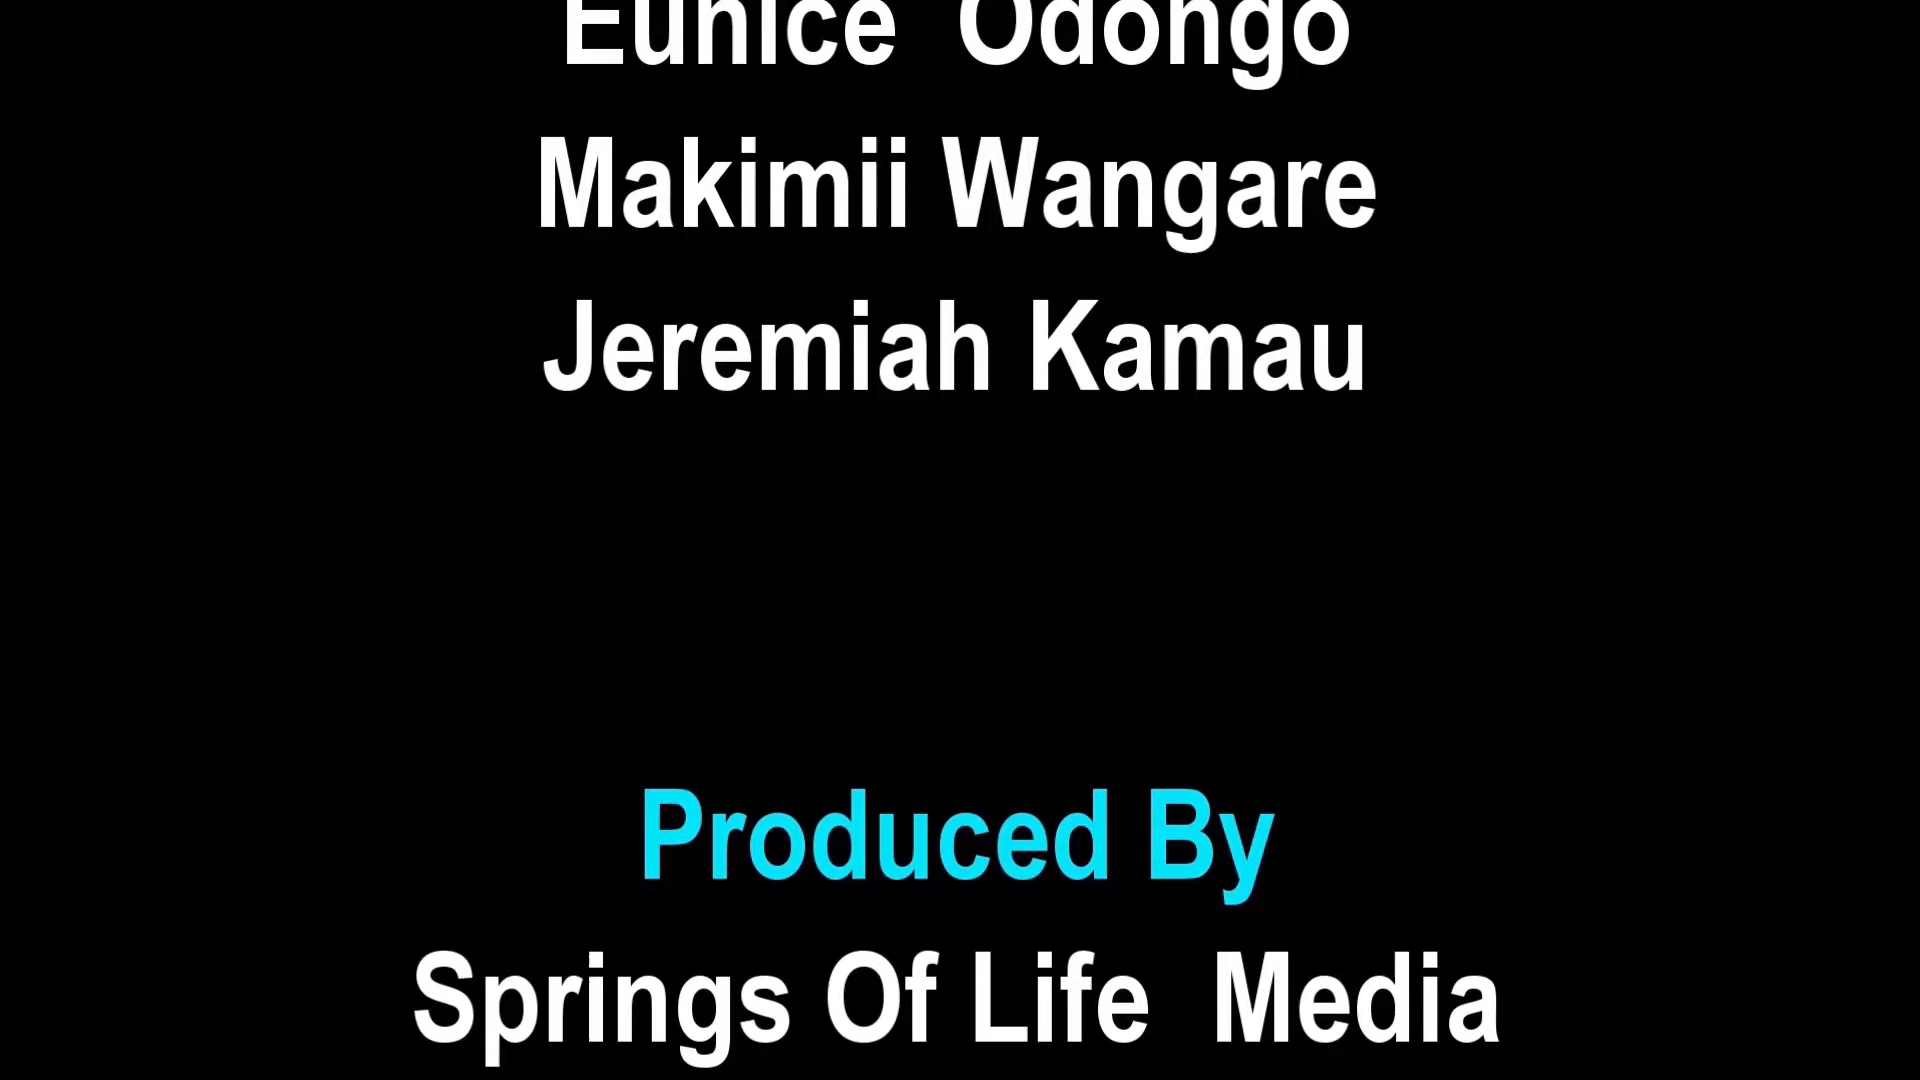 Eunice Odongo
Makimii Wangare
Jeremiah Kamau
Produced By
Springs Of Life Media